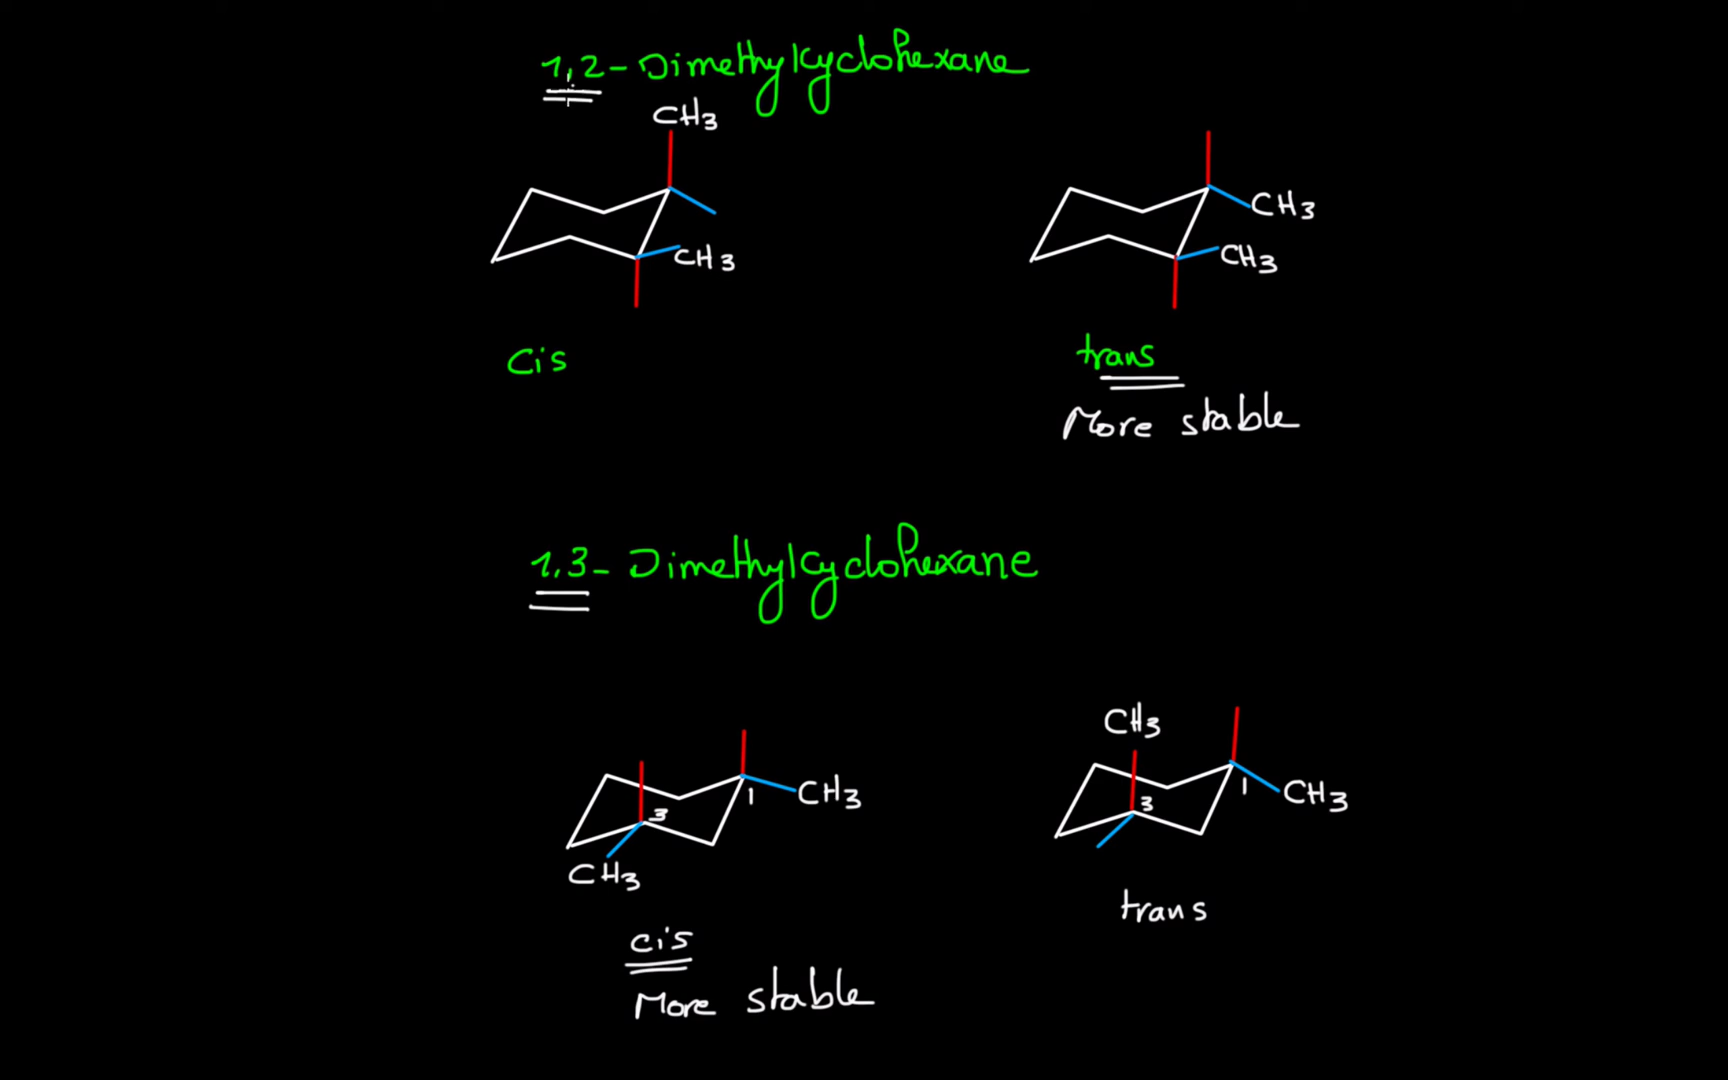 1,2-Dimethylcyclohexane
CH3
CH3
CH3
CH3
cis
trans
More stable
1.3-Dimethylcyclohexane
CH3
1
CH3
3
CH3
1
CH3
3
CH3
trans
cis
More stable